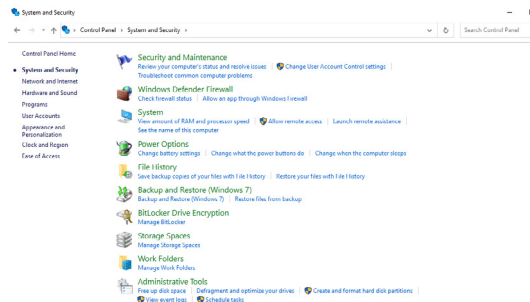 System and Security
Control Panel > System and Security >
Search Control Panel
Control Panel Home
System and Security
Network and Internet
Hardware and Sound
Programs
User Accounts
Appearance and
Personalization
Clock and Region
Ease of Access
Security and Maintenance
Review your computer's status and resolve issues | Change User Account Control settings |
Troubleshoot common computer problems
Windows Defender Firewall
Check firewall status | Allow an app through Windows Firewall
System
View amount of RAM and processor speed | Allow remote access | Launch remote assistance |
See the name of this computer
Power Options
Change battery settings | Change what the power buttons do | Change when the computer sleeps
File History
Save backup copies of your files with File History | Restore your files with File History
Backup and Restore (Windows 7)
Backup and Restore (Windows 7) | Restore files from backup
BitLocker Drive Encryption
Manage BitLocker
Storage Spaces
Manage Storage Spaces
Work Folders
Manage Work Folders
Administrative Tools
Free up disk space | Defragment and optimize your drives | Create and format hard disk partitions |
View event logs | Schedule tasks